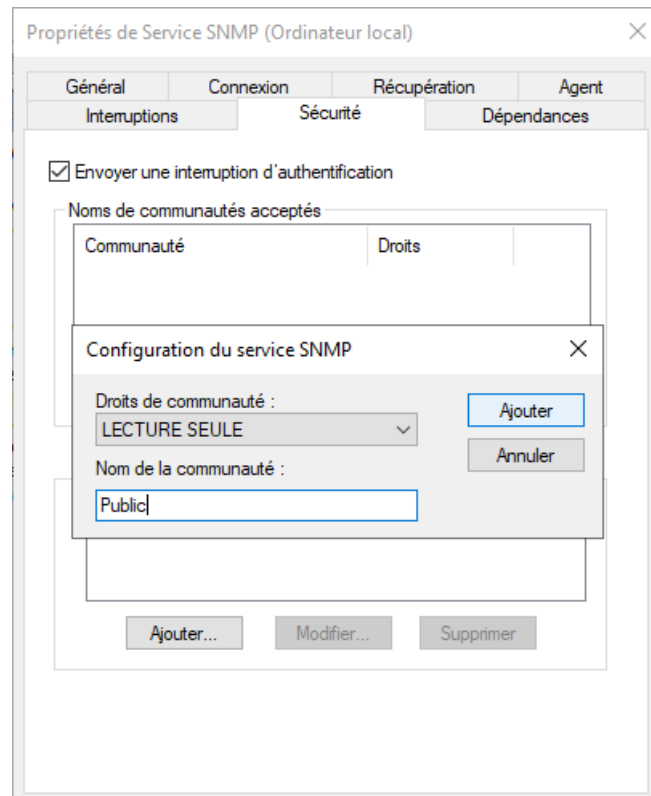 Propriétés de Service SNMP (Ordinateur local)
Général Connexion Récupération Agent
Interruptions Sécurité Dépendances
Envoyer une interruption d'authentification
Noms de communautés acceptés
Communauté Droits
Configuration du service SNMP
Droits de communauté :
LECTURE SEULE
Ajouter
Nom de la communauté :
Annuler
Public
Ajouter... Modifier... Supprimer